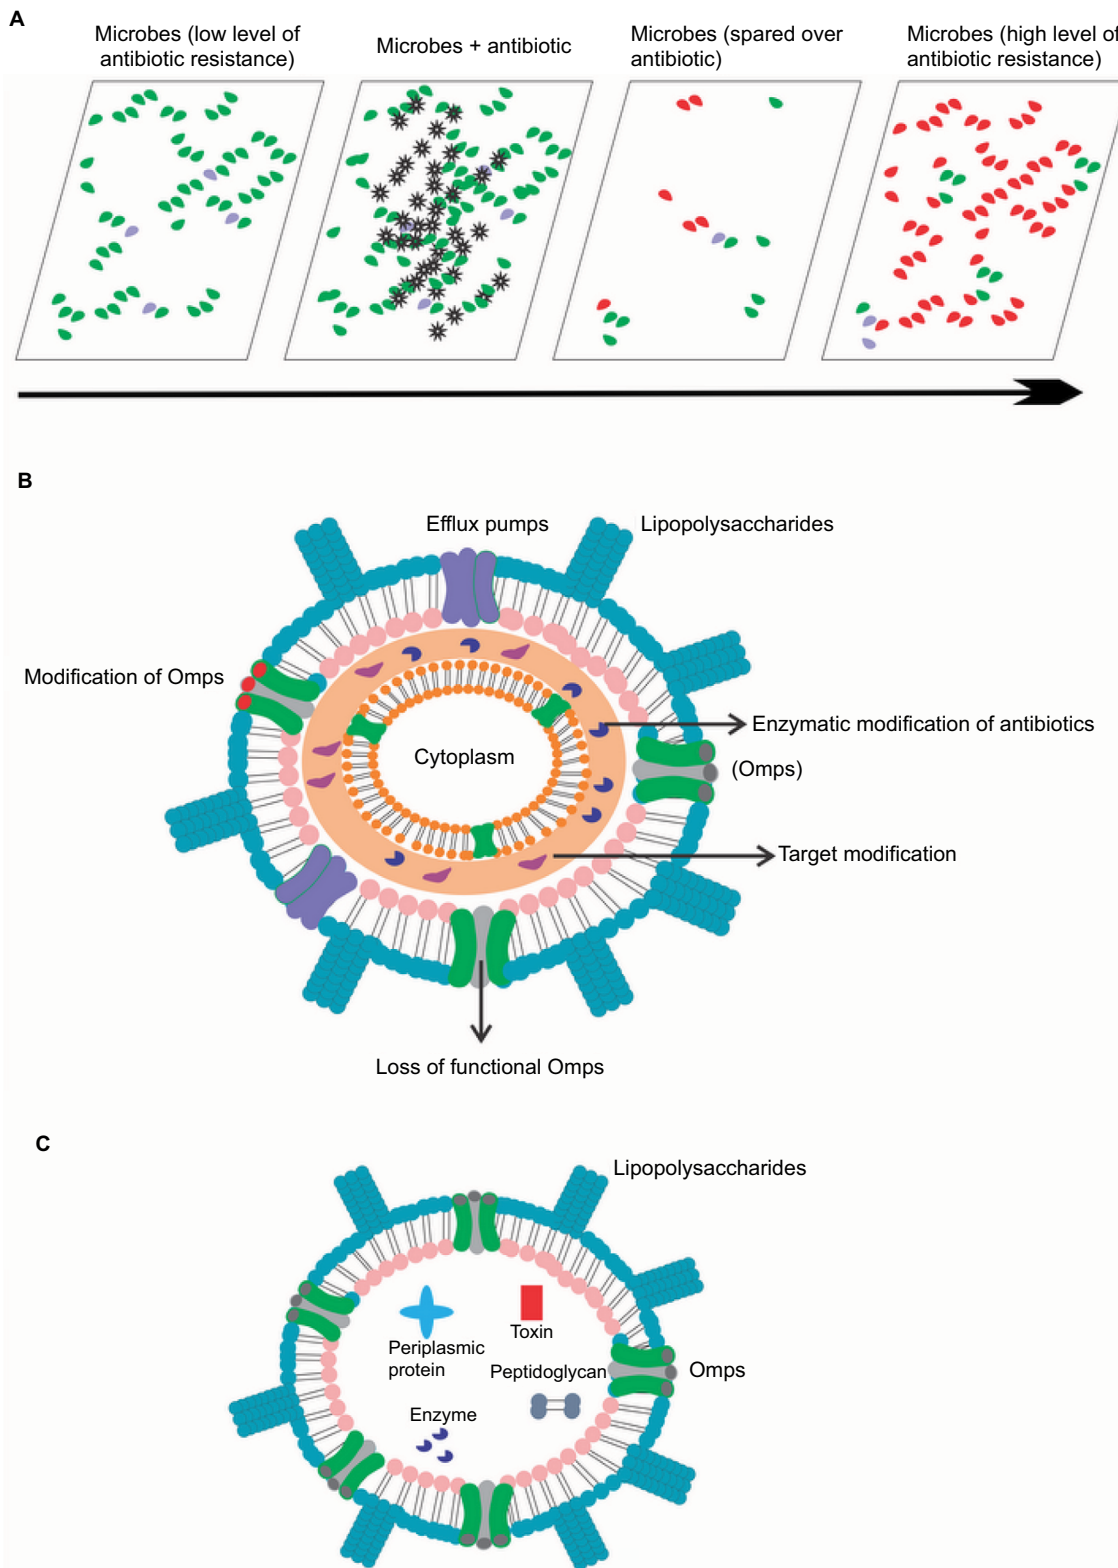 A
Microbes (low level of
antibiotic resistance)
Microbes + antibiotic
Microbes (spared over
antibiotic)
Microbes (high level of
antibiotic resistance)
B
Efflux pumps
Lipopolysaccharides
Modification of Omps
Enzymatic modification of antibiotics
Cytoplasm
(Omps)
Target modification
Loss of functional Omps
C
Lipopolysaccharides
Toxin
Periplasmic
protein
Peptidoglycan
Omps
Enzyme